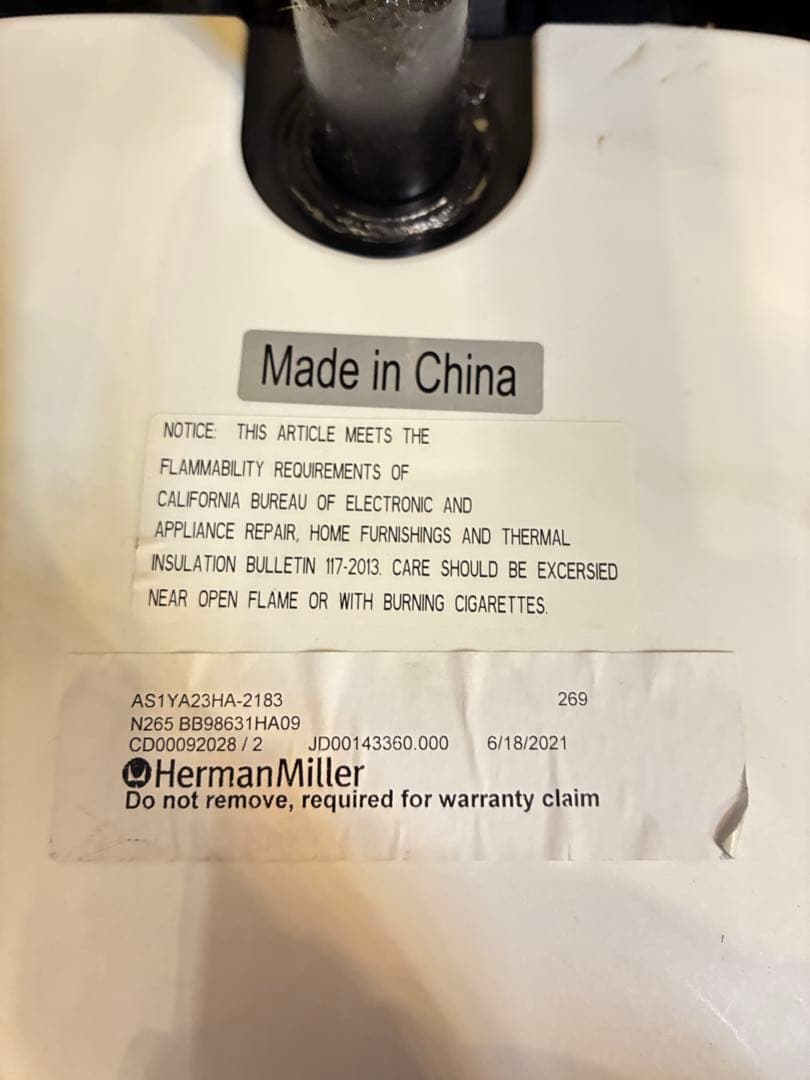 Made in China
NOTICE: THIS ARTICLE MEETS THE
FLAMMABILITY REQUIREMENTS OF
CALIFORNIA BUREAU OF ELECTRONIC AND
APPLIANCE REPAIR, HOME FURNISHINGS AND THERMAL
INSULATION BULLETIN 117-2013. CARE SHOULD BE EXCERSIED
NEAR OPEN FLAME OR WITH BURNING CIGARETTES.
AS1YA23HA-2183 269
N265 BB98631HA09
CD00092028 / 2 JD00143360.000 6/18/2021
HermanMiller
Do not remove, required for warranty claim